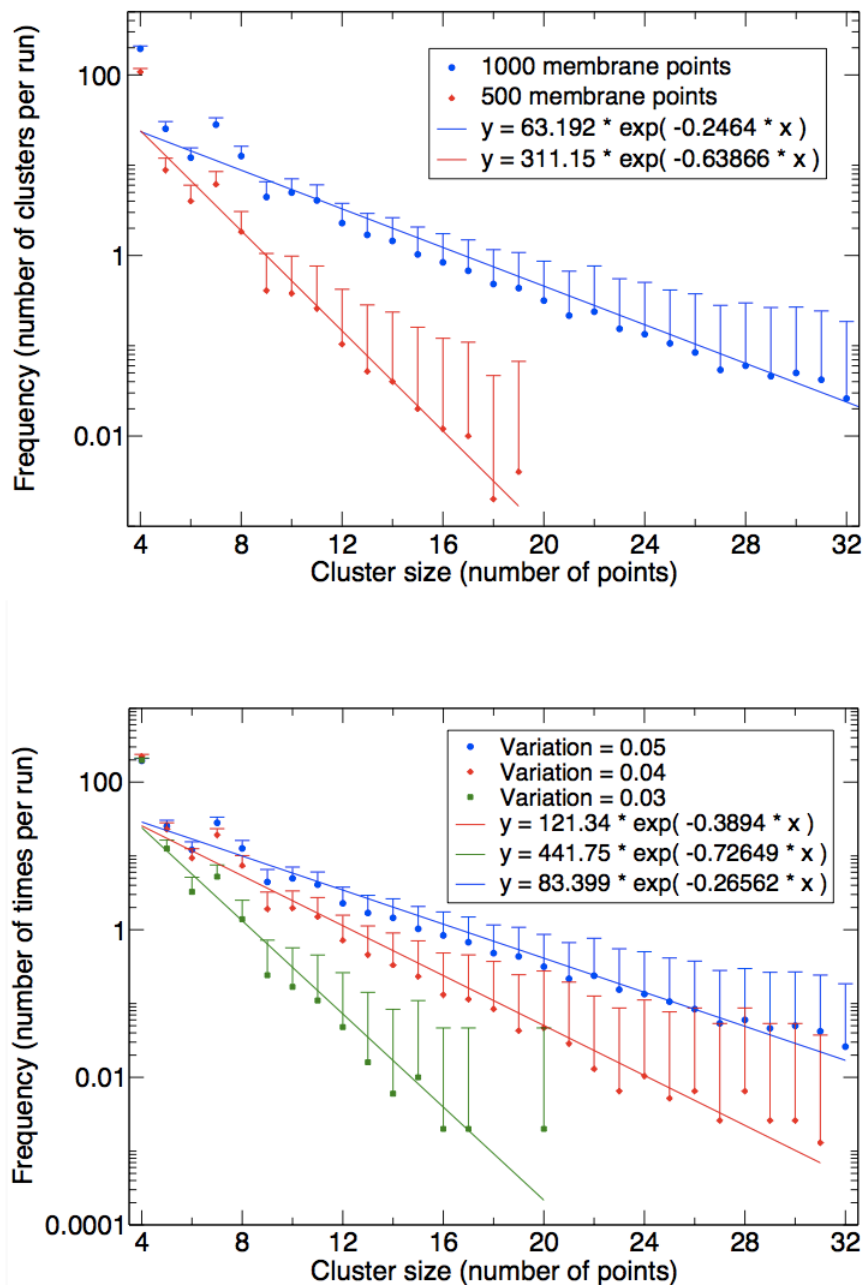 Frequency (number of clusters per run)
100
1
0.01
1000 membrane points
500 membrane points
y = 63.192 * exp( -0.2464 * x )
y = 311.15 * exp( -0.63866 * x )
4 8 12 16 20 24 28 32
Cluster size (number of points)
Frequency (number of times per run)
100
1
0.01
0.0001
Variation = 0.05
Variation = 0.04
Variation = 0.03
y = 121.34 * exp( -0.3894 * x )
y = 441.75 * exp( -0.72649 * x )
y = 83.399 * exp( -0.26562 * x )
4 8 12 16 20 24 28 32
Cluster size (number of points)